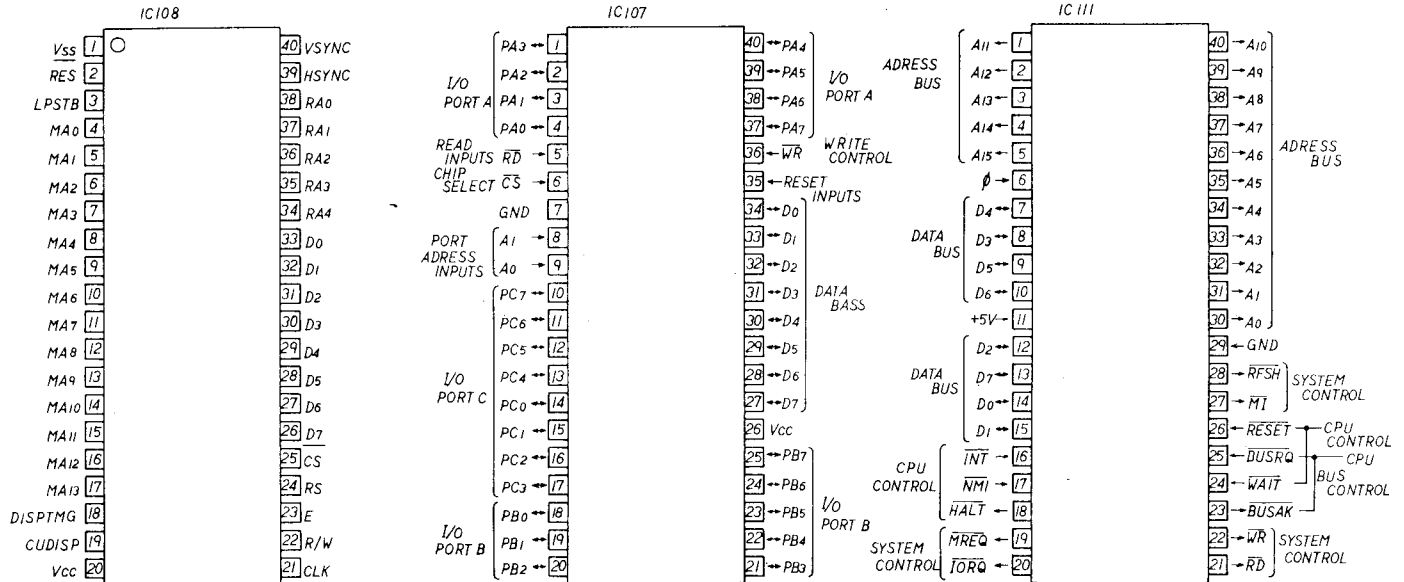 IC108
Vss 1 40 VSYNC
RES 2 39 HSYNC
LPSTB 3 38 RA0
MA0 4 37 RA1
MA1 5 36 RA2
MA2 6 35 RA3
MA3 7 34 RA4
MA4 8 33 D0
MA5 9 32 D1
MA6 10 31 D2
MA7 11 30 D3
MA8 12 29 D4
MA9 13 28 D5
MA10 14 27 D6
MA11 15 26 D7
MA12 16 25 CS
MA13 17 24 RS
DISPTMG 18 23 E
CUDISP 19 22 R/W
Vcc 20 21 CLK
IC107
I/O PORT A
PA3 ↔ 1 40 ↔ PA4
PA2 ↔ 2 39 ↔ PA5
PA1 ↔ 3 38 ↔ PA6
PA0 ↔ 4 37 ↔ PA7
I/O PORT A
READ INPUTS RD → 5 36 ← WR WRITE CONTROL
CHIP SELECT CS → 6 35 ← RESET INPUTS
GND 7 34 ↔ D0
PORT ADRESS INPUTS
A1 → 8 33 ↔ D1
A0 → 9 32 ↔ D2
PC7 ↔ 10 31 ↔ D3
DATA BASS
PC6 ↔ 11 30 ↔ D4
PC5 ↔ 12 29 ↔ D5
PC4 ↔ 13 28 ↔ D6
I/O PORT C
PC0 ↔ 14 27 ↔ D7
PC1 ↔ 15 26 Vcc
PC2 ↔ 16 25 ↔ PB7
PC3 ↔ 17 24 ↔ PB6
PB0 ↔ 18 23 ↔ PB5
I/O PORT B
PB1 ↔ 19 22 ↔ PB4
PB2 ↔ 20 21 ↔ PB3
I/O PORT B
IC111
ADRESS BUS
A11 ← 1 40 → A10
A12 ← 2 39 → A9
A13 ← 3 38 → A8
A14 ← 4 37 → A7
A15 ← 5 36 → A6
ADRESS BUS
φ → 6 35 → A5
D4 ↔ 7 34 → A4
D3 ↔ 8 33 → A3
DATA BUS
D5 ↔ 9 32 → A2
D6 ↔ 10 31 → A1
+5V → 11 30 → A0
D2 ↔ 12 29 ← GND
D7 ↔ 13 28 → RFSH
DATA BUS
SYSTEM CONTROL
D0 ↔ 14 27 → MI
D1 ↔ 15 26 ← RESET
CPU CONTROL
INT → 16 25 ← DUSRQ
CPU BUS CONTROL
CPU CONTROL
NMI → 17 24 ← WAIT
HALT ← 18 23 → BUSAK
MREQ ← 19 22 → WR
SYSTEM CONTROL
IORQ ← 20 21 → RD
SYSTEM CONTROL